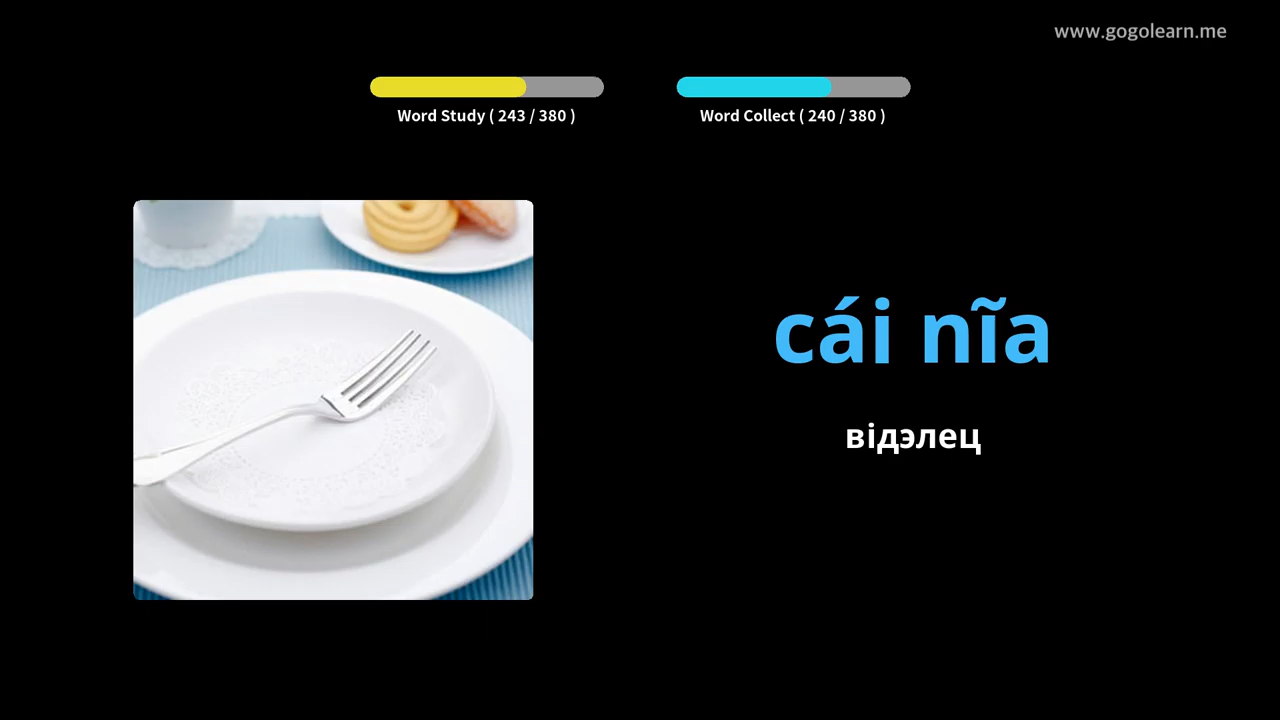 www.gogolearn.me
Word Study ( 243 / 380 )
Word Collect ( 240 / 380 )
cái nĩa
відэлец